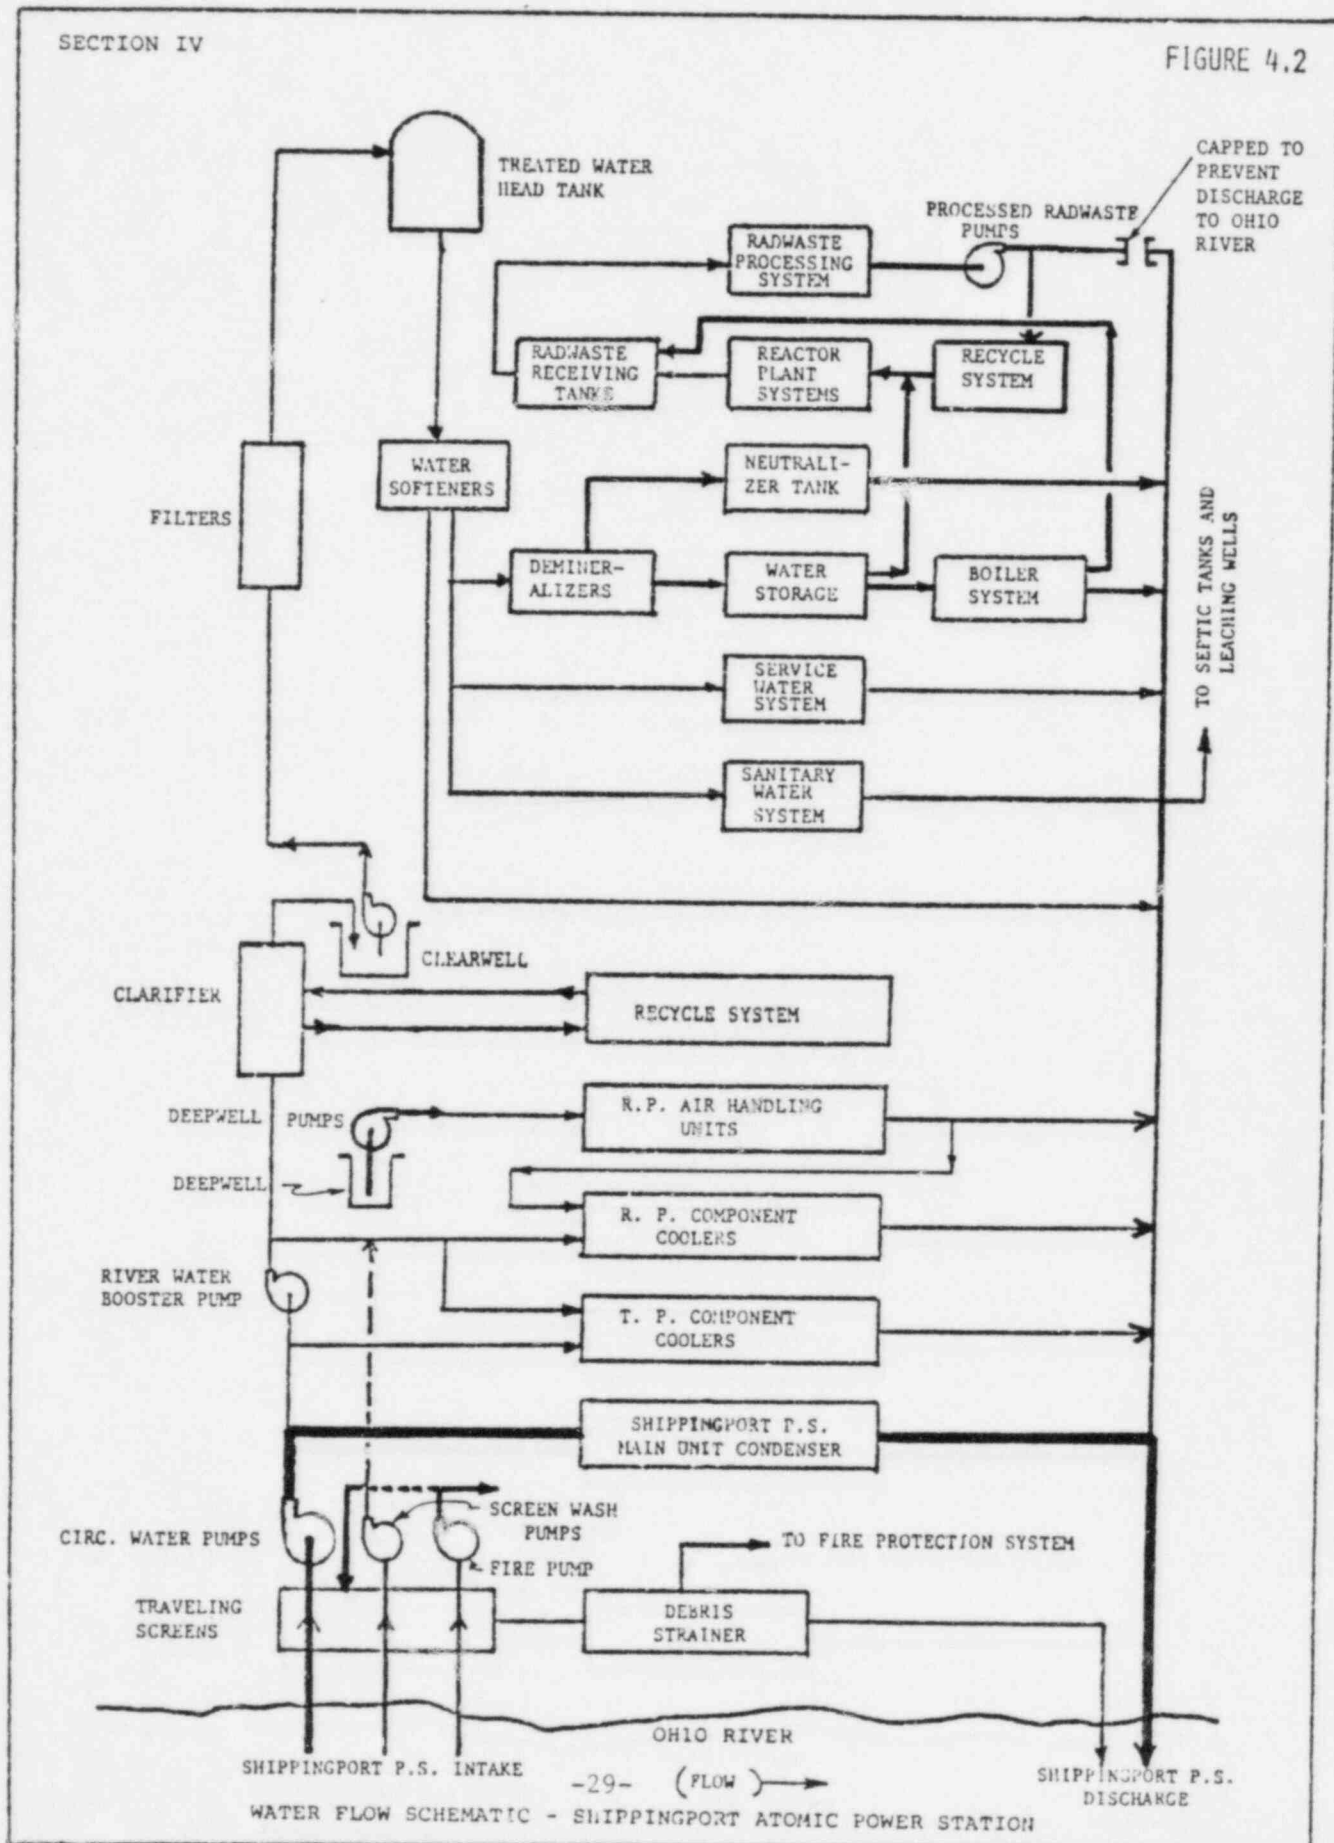 SECTION IV
FIGURE 4.2
TREATED WATER
HEAD TANK
CAPPED TO
PREVENT
DISCHARGE
TO OHIO
RIVER
PROCESSED RADWASTE
PUMPS
RADWASTE
PROCESSING
SYSTEM
RADWASTE
RECEIVING
TANKS
REACTOR
PLANT
SYSTEMS
RECYCLE
SYSTEM
WATER
SOFTENERS
NEUTRALI-
ZER TANK
FILTERS
TO SEPTIC TANKS AND
LEACHING WELLS
DEMINER-
ALIZERS
WATER
STORAGE
BOILER
SYSTEM
SERVICE
WATER
SYSTEM
SANITARY
WATER
SYSTEM
CLEARWELL
CLARIFIER
RECYCLE SYSTEM
DEEPWELL PUMPS
R.P. AIR HANDLING
UNITS
DEEPWELL
R. P. COMPONENT
COOLERS
RIVER WATER
BOOSTER PUMP
T. P. COMPONENT
COOLERS
SHIPPINGPORT P.S.
MAIN UNIT CONDENSER
SCREEN WASH
PUMPS
CIRC. WATER PUMPS
FIRE PUMP
TO FIRE PROTECTION SYSTEM
TRAVELING
SCREENS
DEBRIS
STRAINER
OHIO RIVER
SHIPPINGPORT P.S. INTAKE
-29- (FLOW)
SHIPPINGPORT P.S.
DISCHARGE
WATER FLOW SCHEMATIC - SHIPPINGPORT ATOMIC POWER STATION